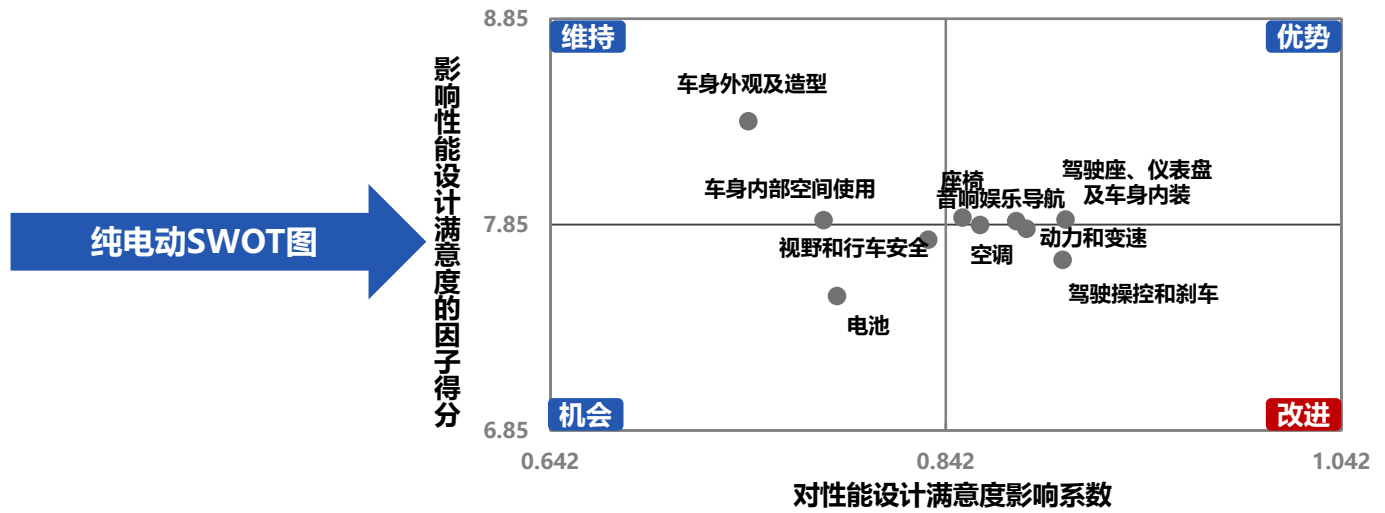 纯电动SWOT图
影响性能设计满意度的因子得分
8.85
7.85
6.85
维持
优势
车身外观及造型
驾驶座、仪表盘
及车身内装
座椅
车身内部空间使用
音响娱乐导航
视野和行车安全
空调
动力和变速
驾驶操控和刹车
电池
机会
改进
0.642
0.842
1.042
对性能设计满意度影响系数